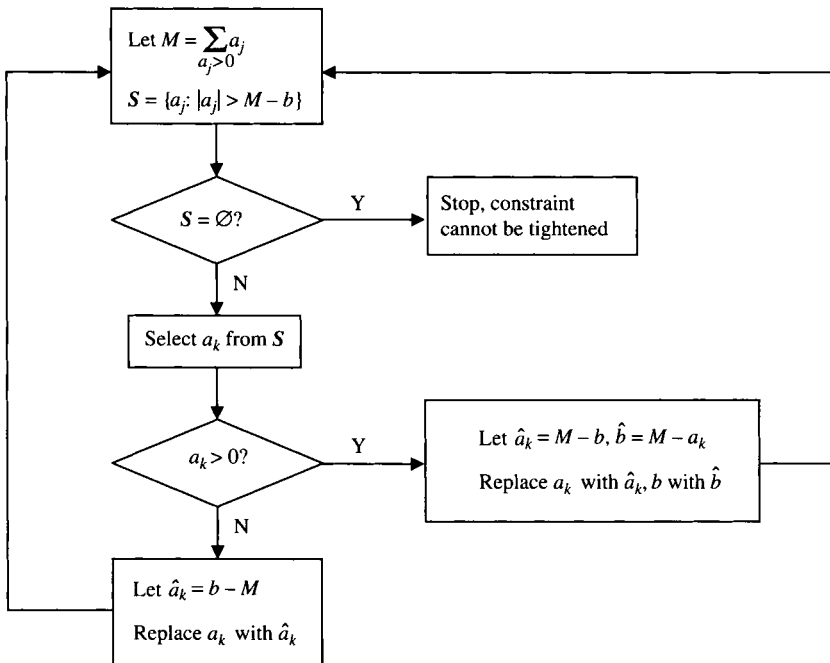 Let M = ∑ a_j
a_j>0
S = {a_j: |a_j| > M − b}
S = ∅?
Y
Stop, constraint
cannot be tightened
N
Select a_k from S
a_k > 0?
Y
Let â_k = M − b, b̂ = M − a_k
Replace a_k with â_k, b with b̂
N
Let â_k = b − M
Replace a_k with â_k